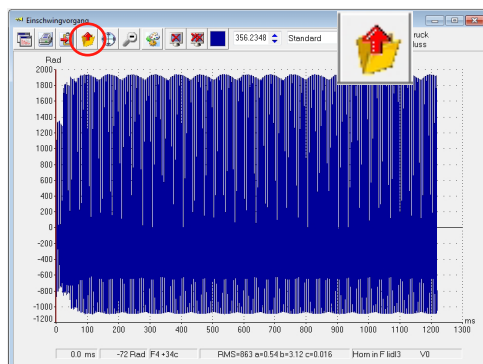 Einschwingvorgang
356.2348 Standard ruck
luss
Rad
2000
1800
1600
1400
1200
1000
800
600
400
200
0
-200
-400
-600
-800
-1000
-1200
ms
0 100 200 300 400 500 600 700 800 900 1000 1100 1200 1300
0.0 ms -72 Rad F4 +34c RMS=863 a=0.54 b=3.12 c=0.016 Horn in F lidl3 V0